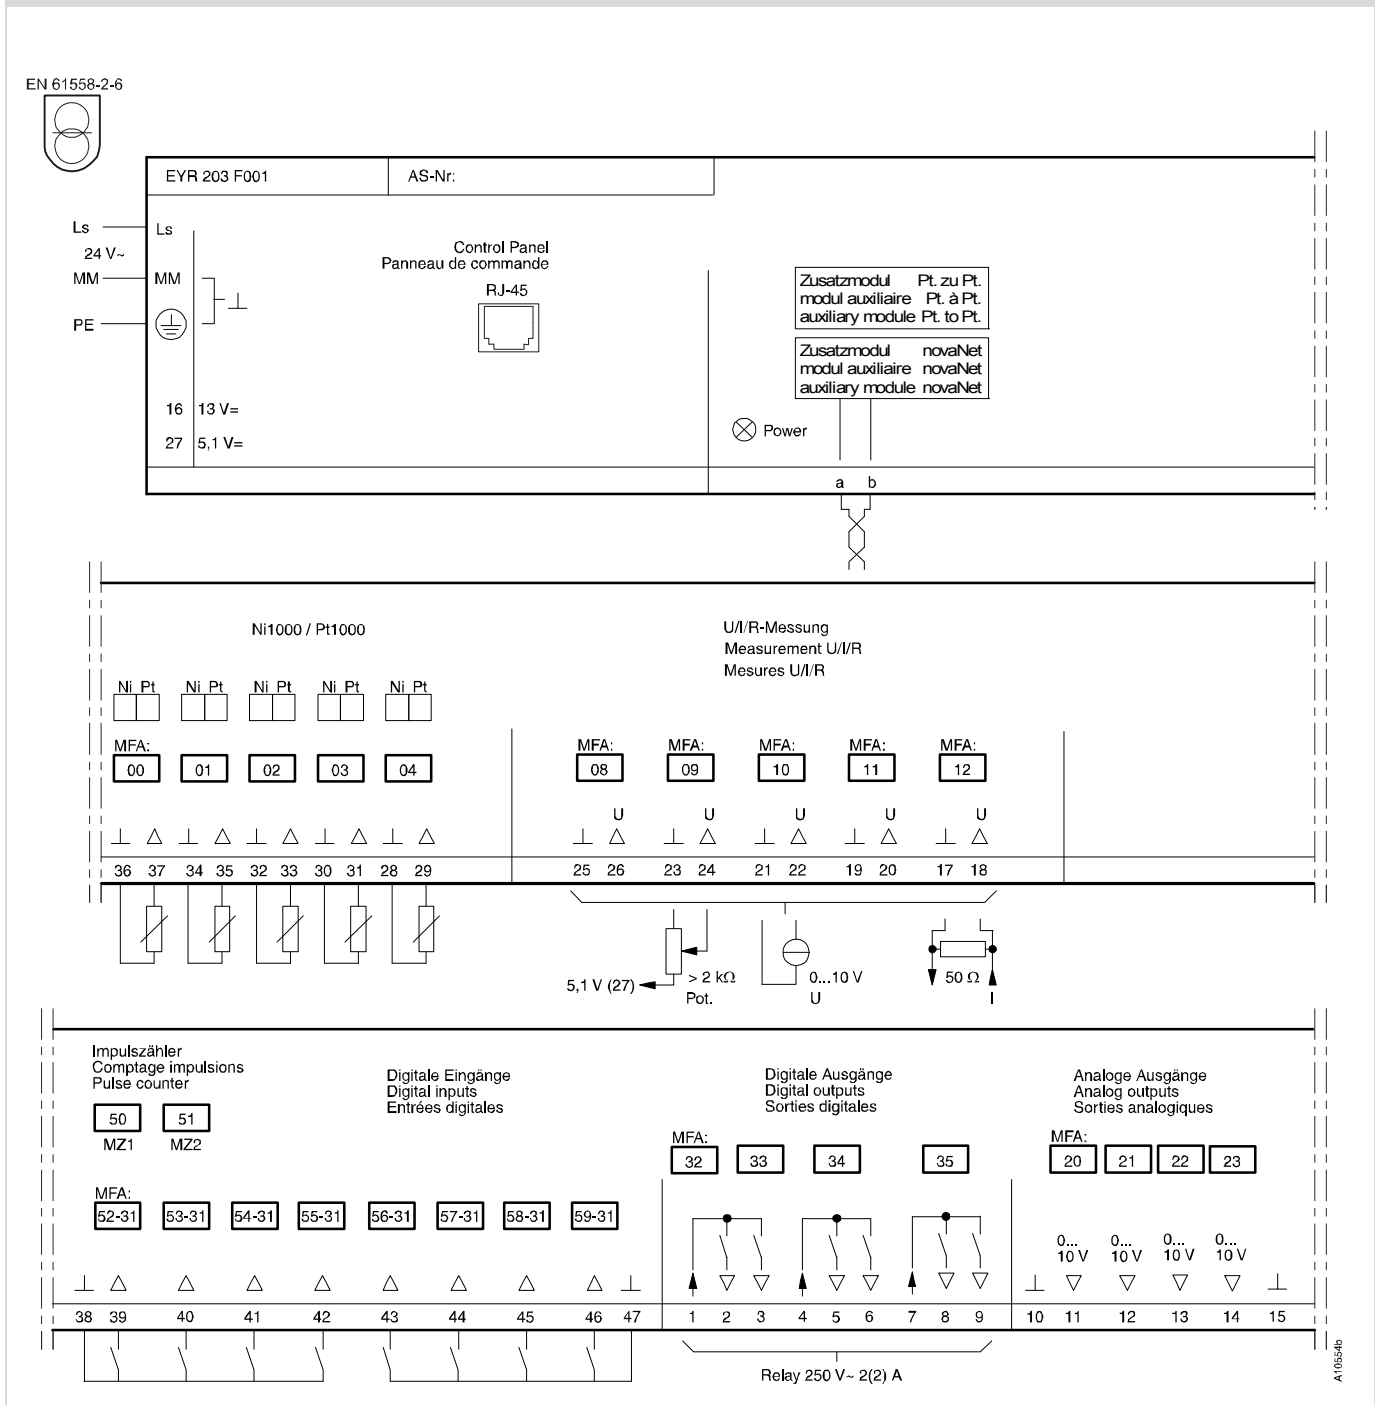 EN 61558-2-6
EYR 203 F001 AS-Nr:
Ls Ls
24 V~
MM MM
PE
Control Panel
Panneau de commande
RJ-45
Zusatzmodul Pt. zu Pt.
modul auxiliaire Pt. à Pt.
auxiliary module Pt. to Pt.
Zusatzmodul novaNet
modul auxiliaire novaNet
auxiliary module novaNet
16 13 V=
27 5,1 V=
Power
a b
Ni1000 / Pt1000
U/I/R-Messung
Measurement U/I/R
Mesures U/I/R
Ni Pt Ni Pt Ni Pt Ni Pt Ni Pt
MFA: MFA: MFA: MFA: MFA: MFA:
00 01 02 03 04 08 09 10 11 12
U U U U U
36 37 34 35 32 33 30 31 28 29 25 26 23 24 21 22 19 20 17 18
5,1 V (27)
> 2 kΩ
Pot.
0...10 V
U
50 Ω
I
Impulszähler
Comptage impulsions
Pulse counter
50 51
MZ1 MZ2
Digitale Eingänge
Digital inputs
Entrées digitales
MFA:
52-31 53-31 54-31 55-31 56-31 57-31 58-31 59-31
Digitale Ausgänge
Digital outputs
Sorties digitales
MFA:
32 33 34 35
Analoge Ausgänge
Analog outputs
Sorties analogiques
MFA:
20 21 22 23
0... 0... 0... 0...
10 V 10 V 10 V 10 V
38 39 40 41 42 43 44 45 46 47 1 2 3 4 5 6 7 8 9 10 11 12 13 14 15
Relay 250 V~ 2(2) A
A10554b